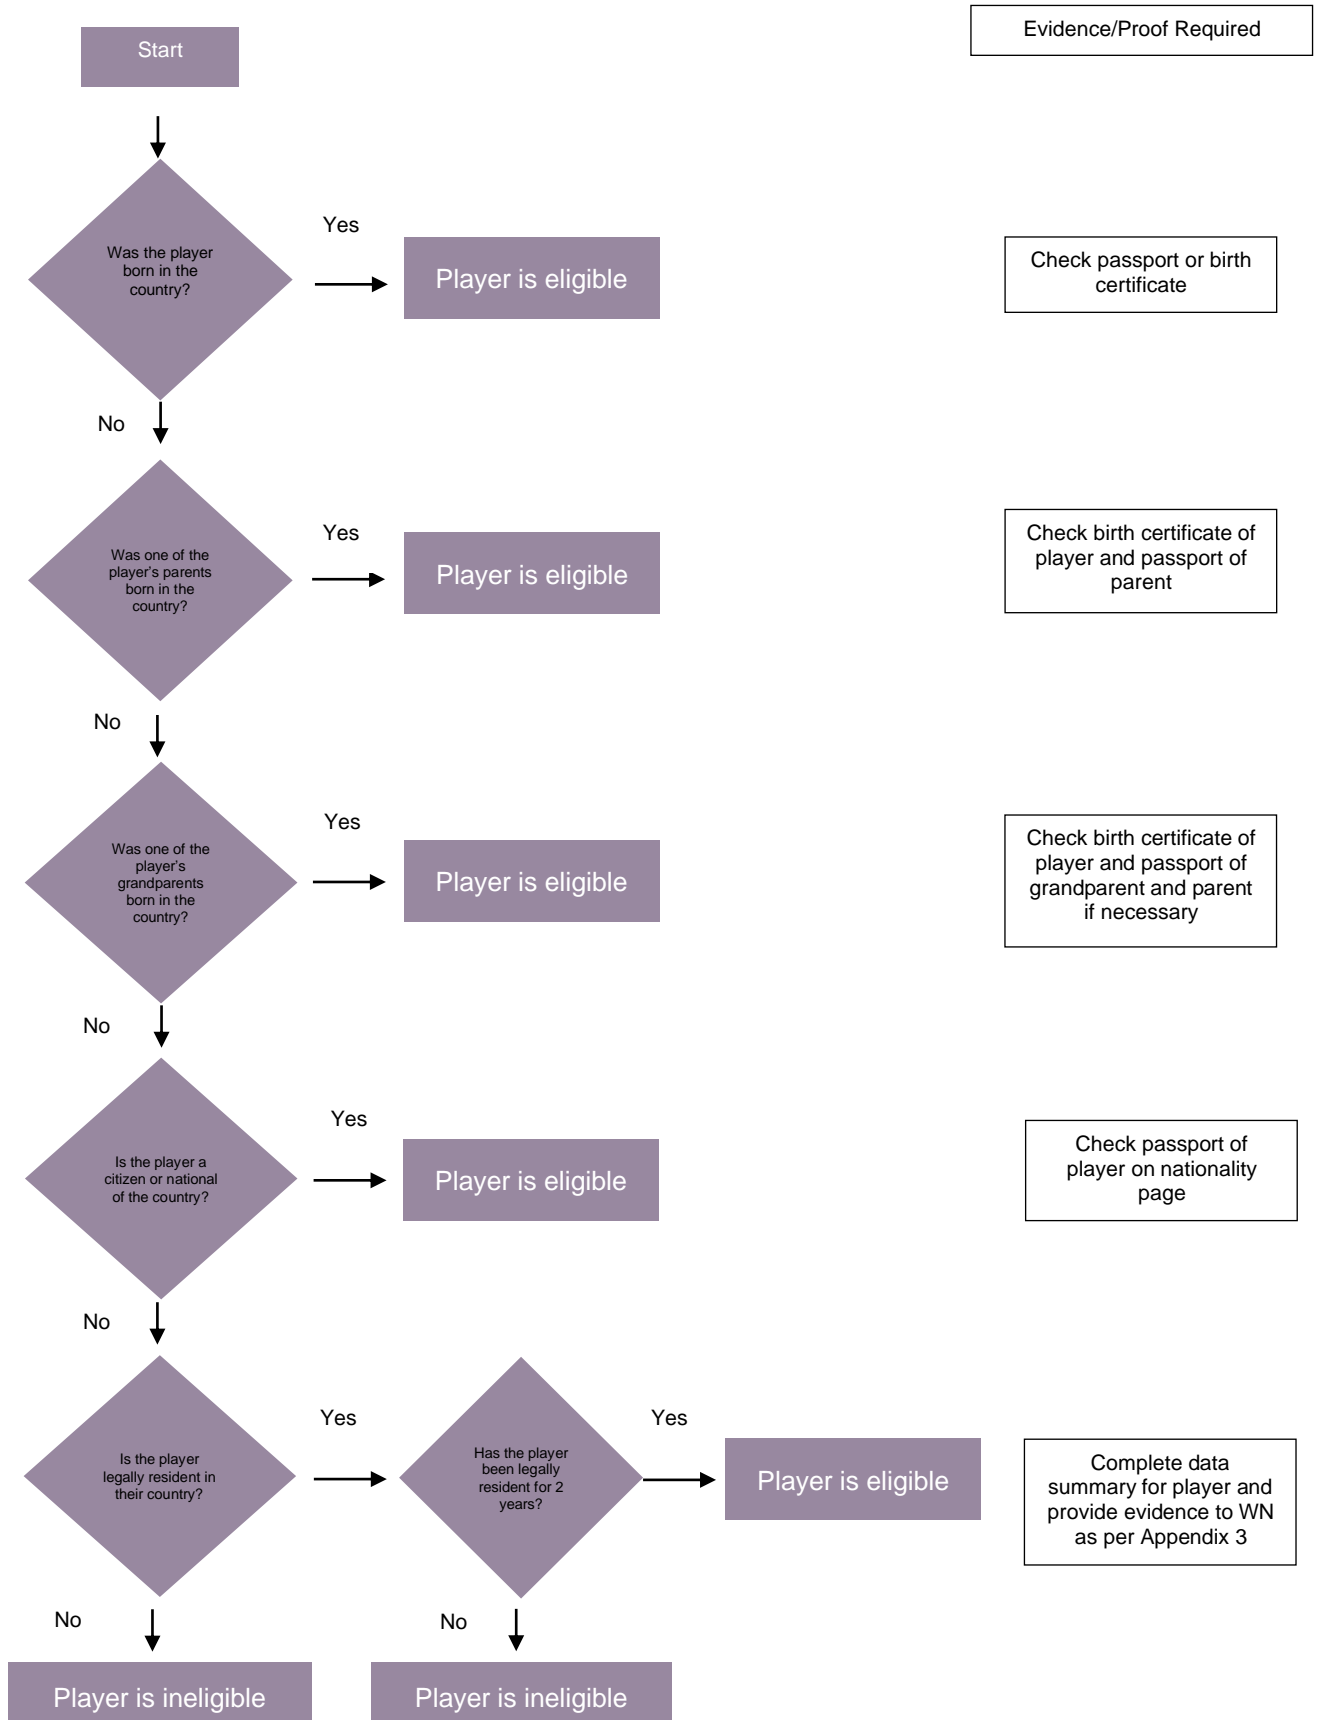 Evidence/Proof Required
Start
Yes
Was the player
born in the
country?
Player is eligible
Check passport or birth
certificate
No
Yes
Was one of the
player’s parents
born in the
country?
Player is eligible
Check birth certificate of
player and passport of
parent
No
Yes
Was one of the
player’s
grandparents
born in the
country?
Player is eligible
Check birth certificate of
player and passport of
grandparent and parent
if necessary
No
Yes
Is the player a
citizen or national
of the country?
Player is eligible
Check passport of
player on nationality
page
No
Yes
Is the player
legally resident in
their country?
Yes
Has the player
been legally
resident for 2
years?
Player is eligible
Complete data
summary for player and
provide evidence to WN
as per Appendix 3
No
No
Player is ineligible
Player is ineligible